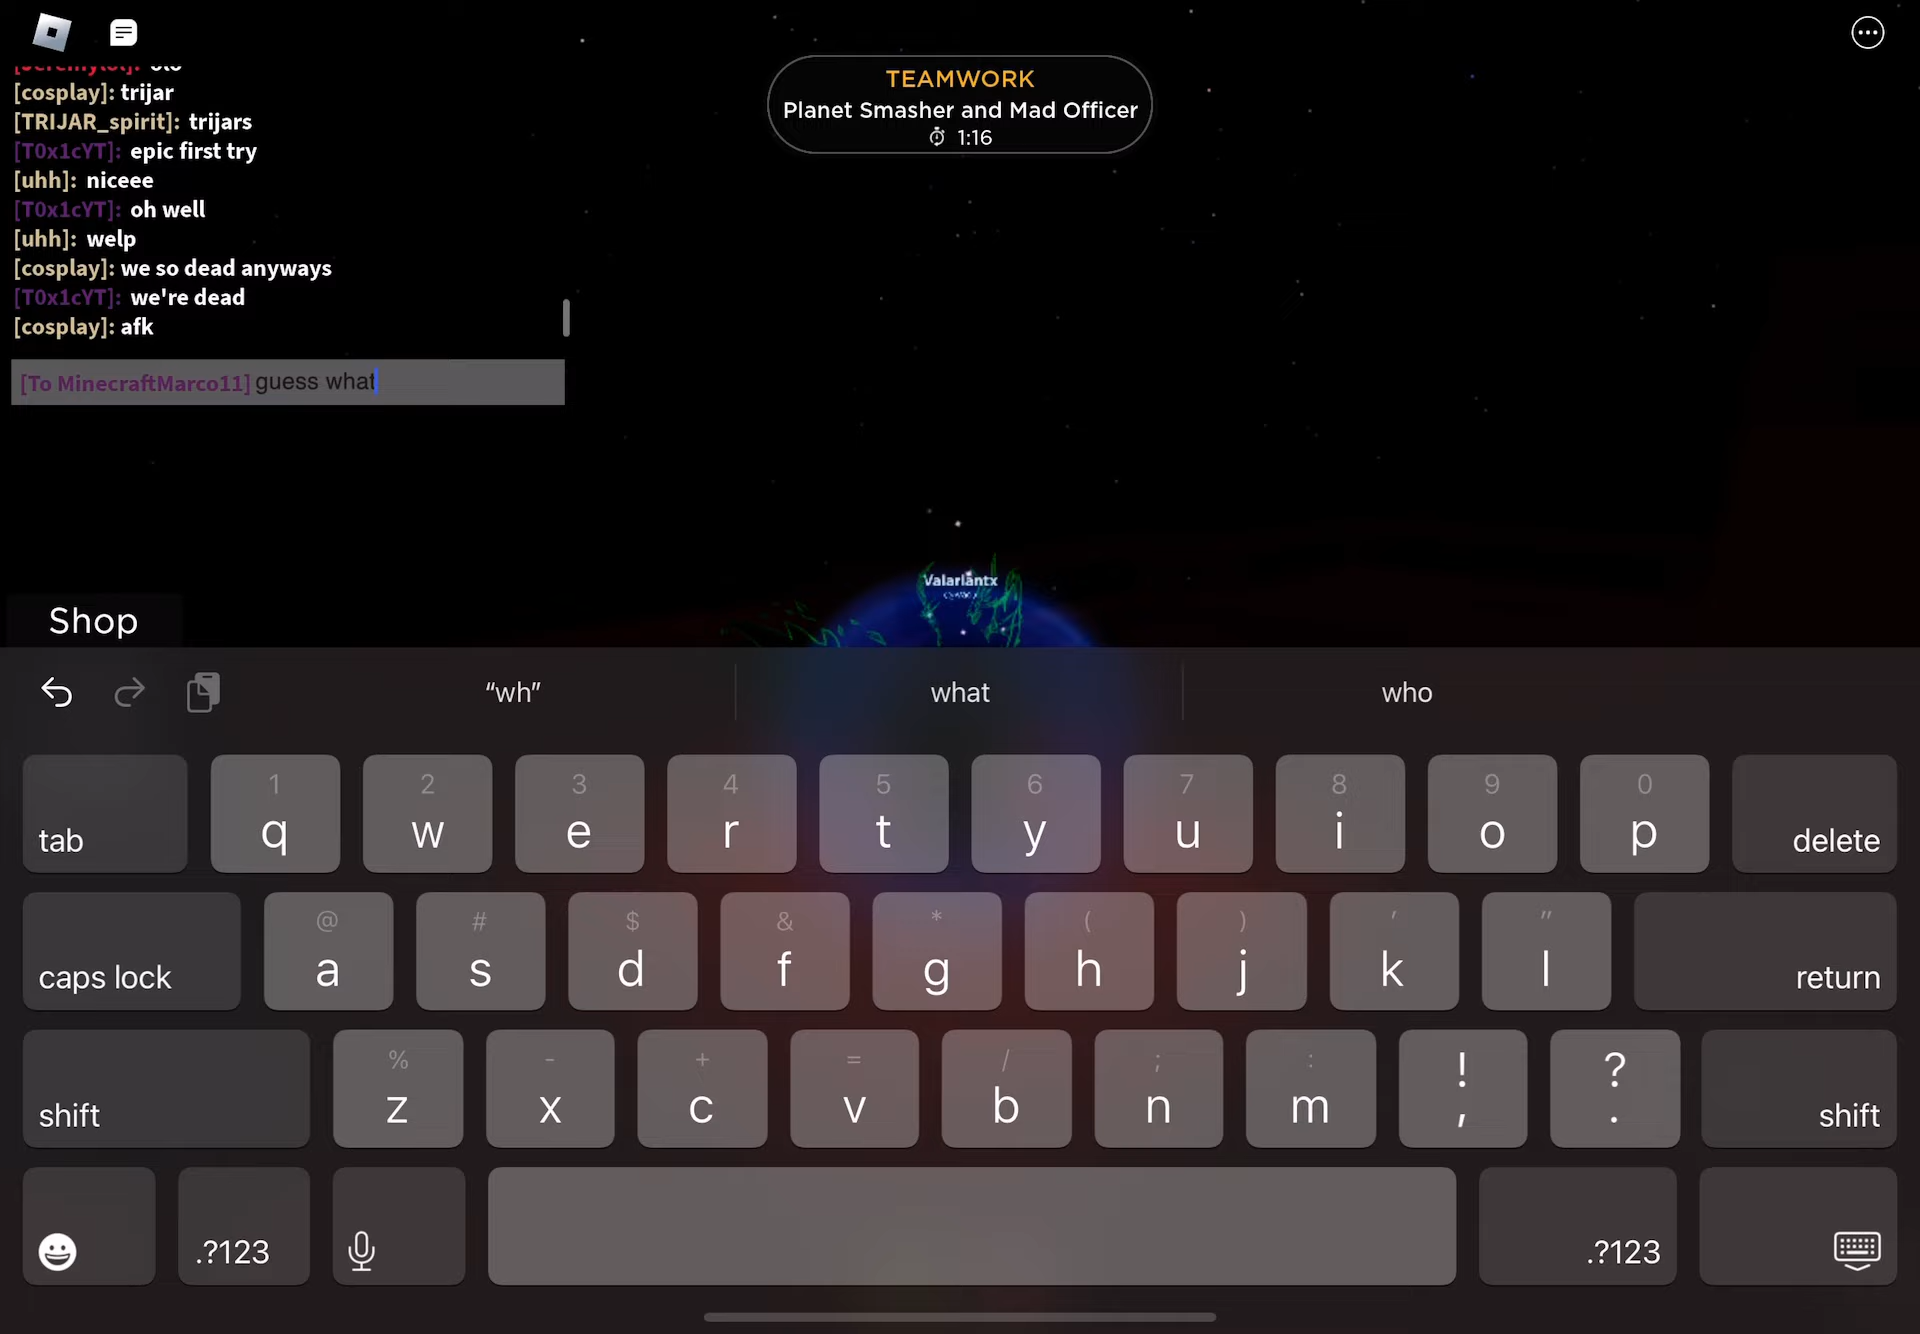 [Jeremylol]: olo
[cosplay]: trijar
[TRIJAR_spirit]: trijars
[T0x1cYT]: epic first try
[uhh]: niceee
[T0x1cYT]: oh well
[uhh]: welp
[cosplay]: we so dead anyways
[T0x1cYT]: we're dead
[cosplay]: afk
[To MinecraftMarco11] guess what
TEAMWORK
Planet Smasher and Mad Officer
1:16
Valariantx
Shop
“wh” what who
1 2 3 4 5 6 7 8 9 0
tab q w e r t y u i o p delete
@ # $ & * ( ) ' "
caps lock a s d f g h j k l return
% - + = / ; : ! ?
shift z x c v b n m , . shift
.?123 .?123